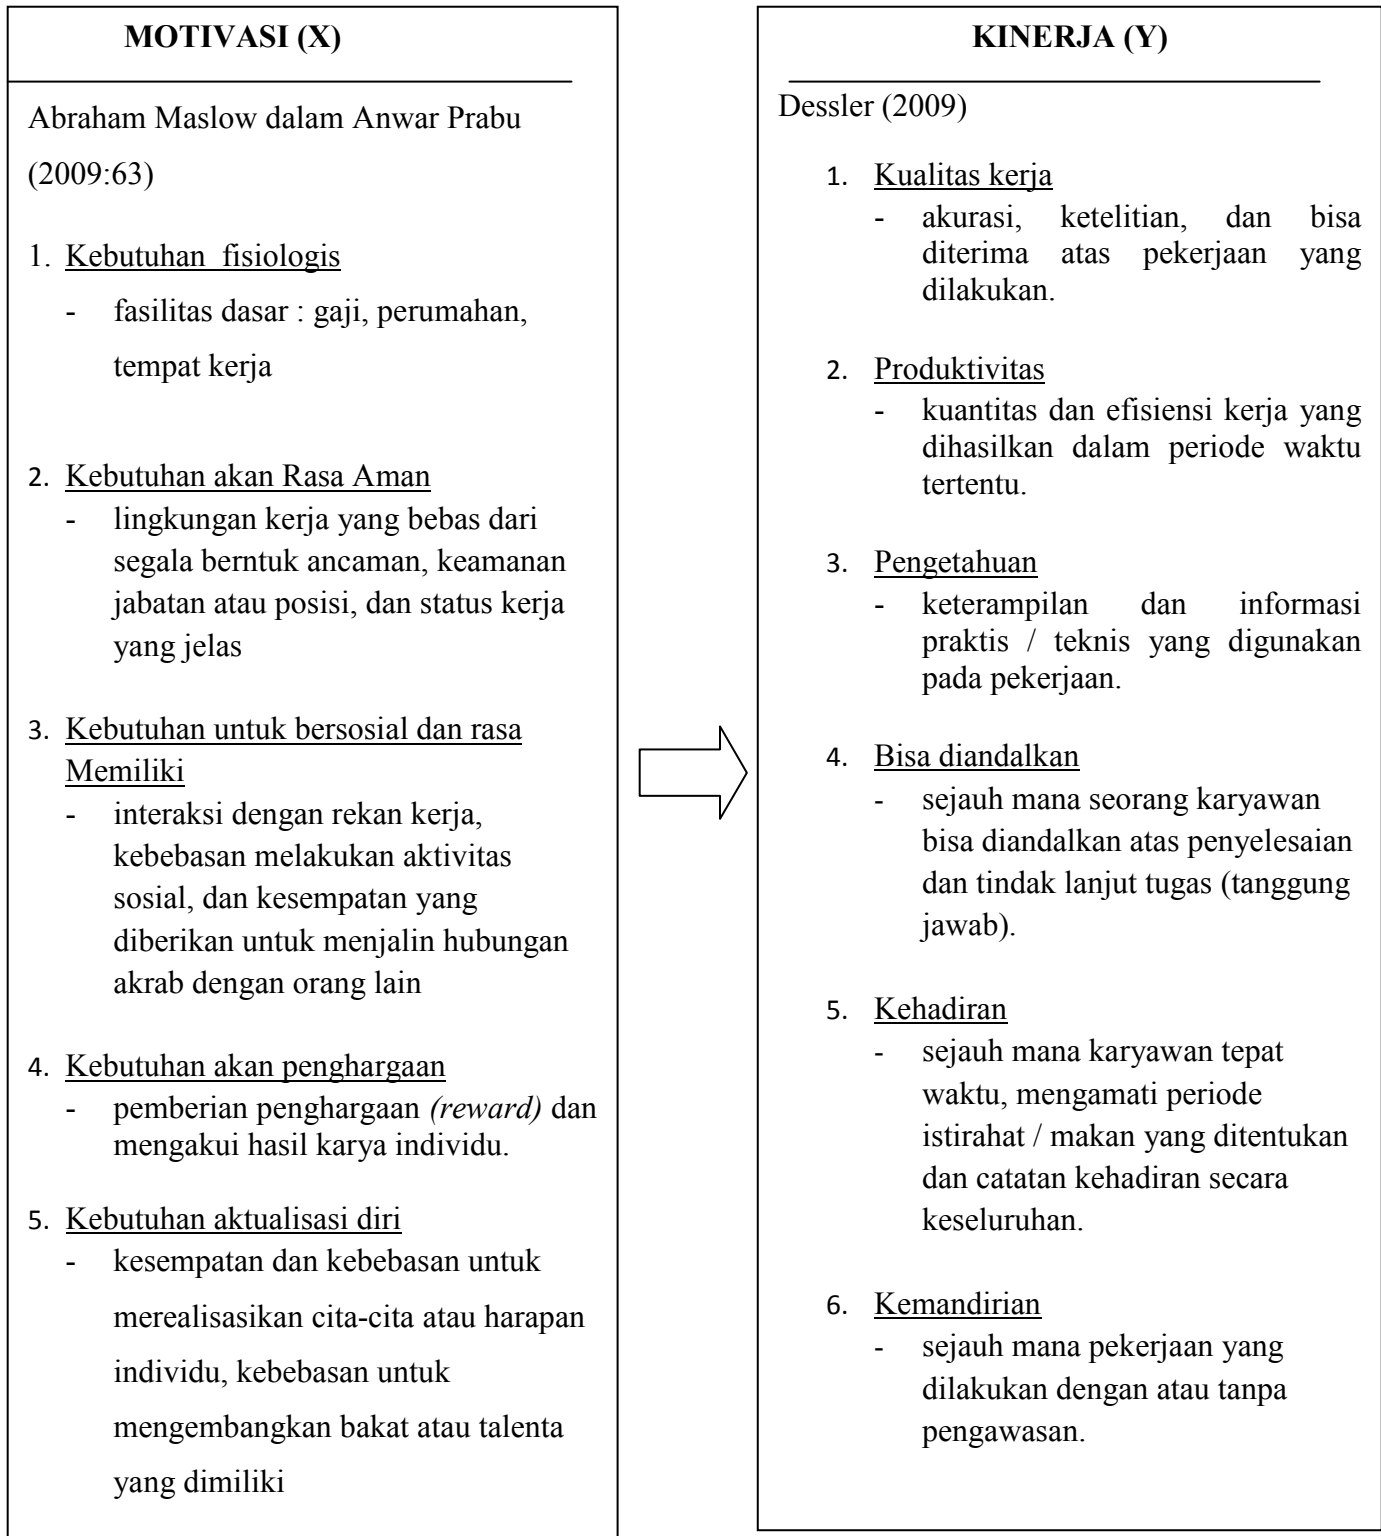 MOTIVASI (X)
Abraham Maslow dalam Anwar Prabu
(2009:63)
1. Kebutuhan fisiologis
- fasilitas dasar : gaji, perumahan,
tempat kerja
2. Kebutuhan akan Rasa Aman
- lingkungan kerja yang bebas dari
segala berntuk ancaman, keamanan
jabatan atau posisi, dan status kerja
yang jelas
3. Kebutuhan untuk bersosial dan rasa
Memiliki
- interaksi dengan rekan kerja,
kebebasan melakukan aktivitas
sosial, dan kesempatan yang
diberikan untuk menjalin hubungan
akrab dengan orang lain
4. Kebutuhan akan penghargaan
- pemberian penghargaan (reward) dan
mengakui hasil karya individu.
5. Kebutuhan aktualisasi diri
- kesempatan dan kebebasan untuk
merealisasikan cita-cita atau harapan
individu, kebebasan untuk
mengembangkan bakat atau talenta
yang dimiliki
KINERJA (Y)
Dessler (2009)
1. Kualitas kerja
- akurasi, ketelitian, dan bisa
diterima atas pekerjaan yang
dilakukan.
2. Produktivitas
- kuantitas dan efisiensi kerja yang
dihasilkan dalam periode waktu
tertentu.
3. Pengetahuan
- keterampilan dan informasi
praktis / teknis yang digunakan
pada pekerjaan.
4. Bisa diandalkan
- sejauh mana seorang karyawan
bisa diandalkan atas penyelesaian
dan tindak lanjut tugas (tanggung
jawab).
5. Kehadiran
- sejauh mana karyawan tepat
waktu, mengamati periode
istirahat / makan yang ditentukan
dan catatan kehadiran secara
keseluruhan.
6. Kemandirian
- sejauh mana pekerjaan yang
dilakukan dengan atau tanpa
pengawasan.